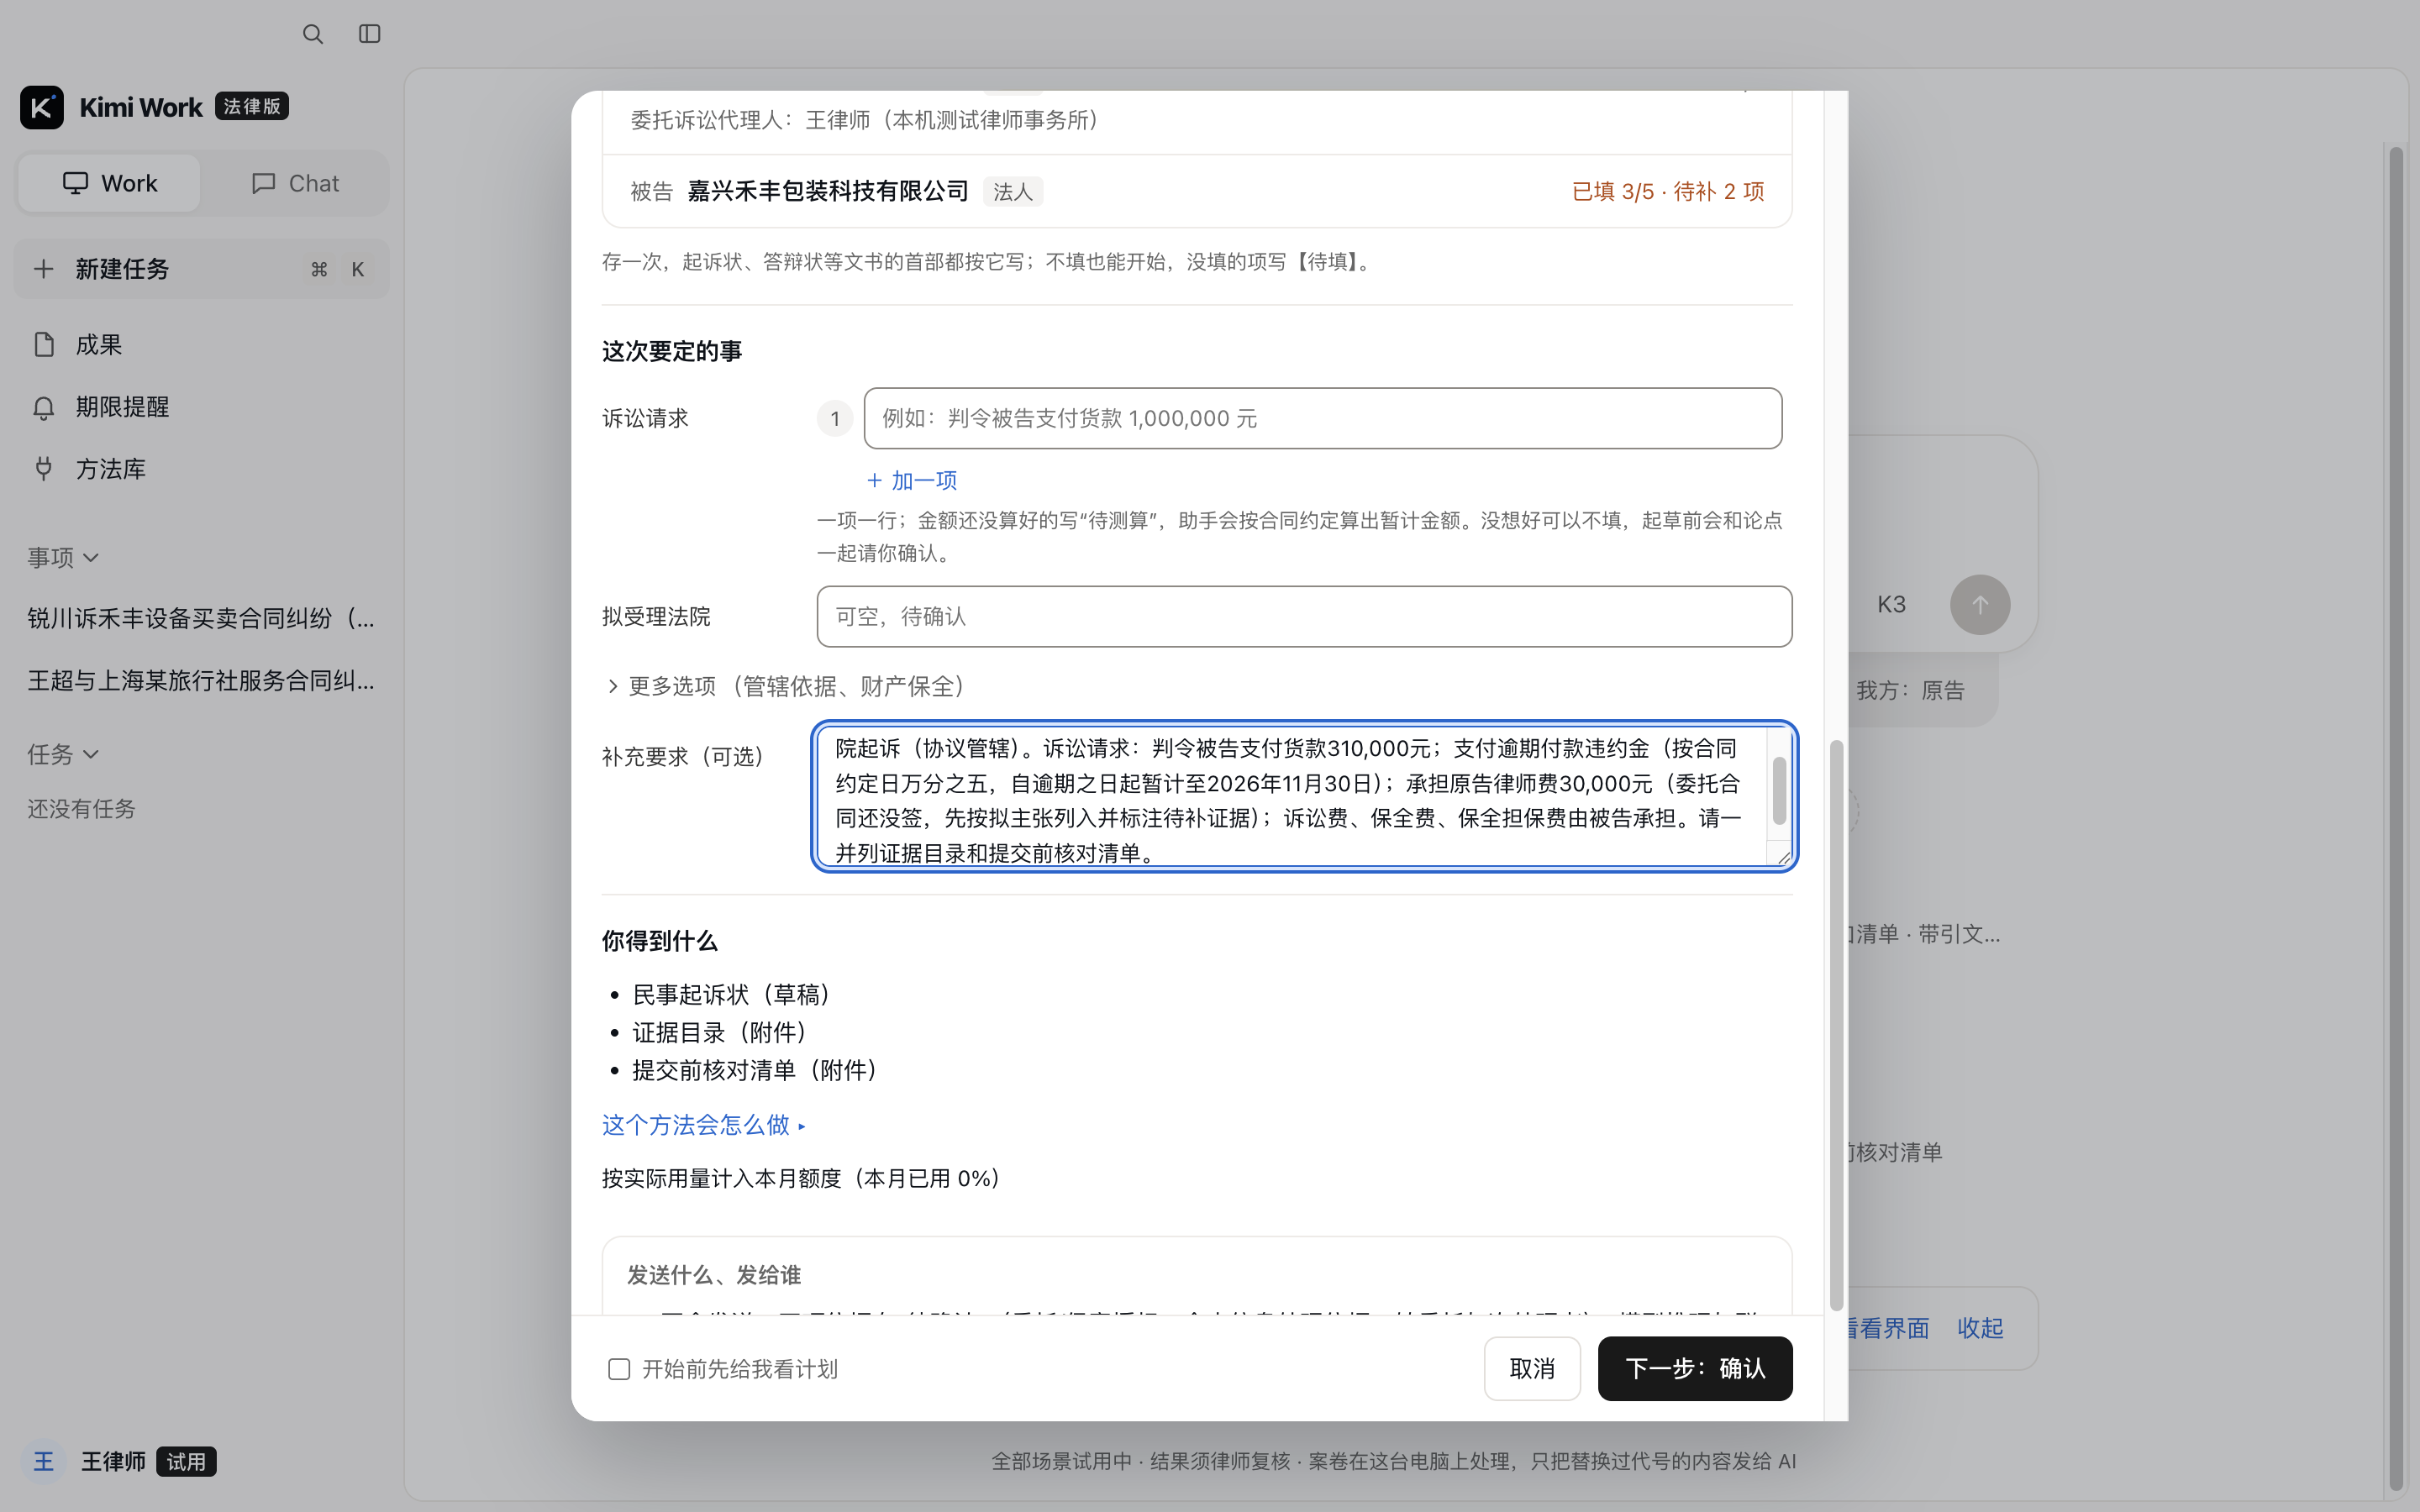 Kimi Work 法律版
Work
Chat
新建任务 ⌘ K
成果
期限提醒
方法库
事项
锐川诉禾丰设备买卖合同纠纷（...
王超与上海某旅行社服务合同纠...
任务
还没有任务
王 王律师 试用
委托诉讼代理人：王律师（本机测试律师事务所）
被告 嘉兴禾丰包装科技有限公司 法人 已填 3/5 · 待补 2 项
存一次，起诉状、答辩状等文书的首部都按它写；不填也能开始，没填的项写【待填】。
这次要定的事
诉讼请求 1 例如：判令被告支付货款 1,000,000 元
+ 加一项
一项一行；金额还没算好的写“待测算”，助手会按合同约定算出暂计金额。没想好可以不填，起草前会和论点
一起请你确认。
拟受理法院 可空，待确认
更多选项 （管辖依据、财产保全）
补充要求（可选）
院起诉（协议管辖）。诉讼请求：判令被告支付货款310,000元；支付逾期付款违约金（按合同
约定日万分之五，自逾期之日起暂计至2026年11月30日）；承担原告律师费30,000元（委托合
同还没签，先按拟主张列入并标注待补证据）；诉讼费、保全费、保全担保费由被告承担。请一
并列证据目录和提交前核对清单。
你得到什么
• 民事起诉状（草稿）
• 证据目录（附件）
• 提交前核对清单（附件）
这个方法会怎么做 ▸
按实际用量计入本月额度（本月已用 0%）
发送什么、发给谁
开始前先给我看计划
取消
下一步：确认
K3
我方：原告
清单 · 带引文...
核对清单
看界面 收起
全部场景试用中 · 结果须律师复核 · 案卷在这台电脑上处理，只把替换过代号的内容发给 AI